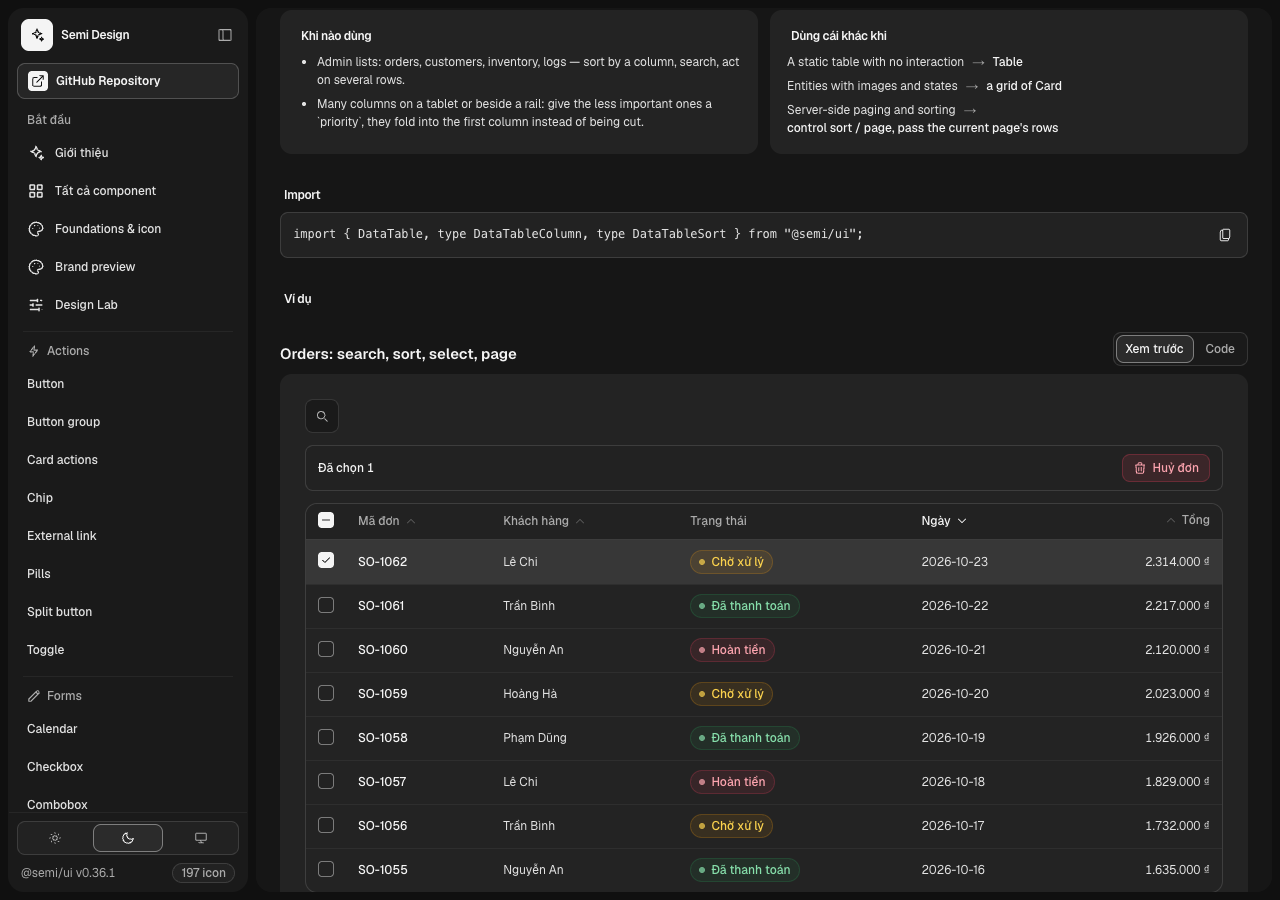 Semi Design
GitHub Repository
Bắt đầu
Giới thiệu
Tất cả component
Foundations & icon
Brand preview
Design Lab
Actions
Button
Button group
Card actions
Chip
External link
Pills
Split button
Toggle
Forms
Calendar
Checkbox
Combobox
@semi/ui v0.36.1
197 icon
Khi nào dùng
• Admin lists: orders, customers, inventory, logs — sort by a column, search, act
on several rows.
• Many columns on a tablet or beside a rail: give the less important ones a
`priority`, they fold into the first column instead of being cut.
Dùng cái khác khi
A static table with no interaction → Table
Entities with images and states → a grid of Card
Server-side paging and sorting →
control sort / page, pass the current page's rows
Import
import { DataTable, type DataTableColumn, type DataTableSort } from "@semi/ui";
Ví dụ
Orders: search, sort, select, page
Xem trước Code
Đã chọn 1
Huỷ đơn
Mã đơn Khách hàng Trạng thái Ngày Tổng
SO-1062 Lê Chi Chờ xử lý 2026-10-23 2.314.000 ₫
SO-1061 Trần Bình Đã thanh toán 2026-10-22 2.217.000 ₫
SO-1060 Nguyễn An Hoàn tiền 2026-10-21 2.120.000 ₫
SO-1059 Hoàng Hà Chờ xử lý 2026-10-20 2.023.000 ₫
SO-1058 Phạm Dũng Đã thanh toán 2026-10-19 1.926.000 ₫
SO-1057 Lê Chi Hoàn tiền 2026-10-18 1.829.000 ₫
SO-1056 Trần Bình Chờ xử lý 2026-10-17 1.732.000 ₫
SO-1055 Nguyễn An Đã thanh toán 2026-10-16 1.635.000 ₫